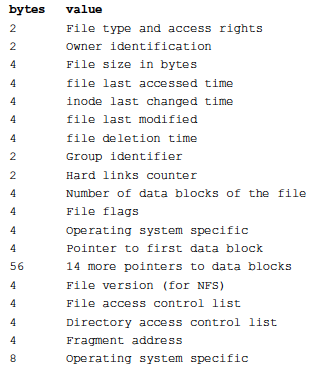 bytes value
2 File type and access rights
2 Owner identification
4 File size in bytes
4 file last accessed time
4 inode last changed time
4 file last modified
4 file deletion time
2 Group identifier
2 Hard links counter
4 Number of data blocks of the file
4 File flags
4 Operating system specific
4 Pointer to first data block
56 14 more pointers to data blocks
4 File version (for NFS)
4 File access control list
4 Directory access control list
4 Fragment address
8 Operating system specific